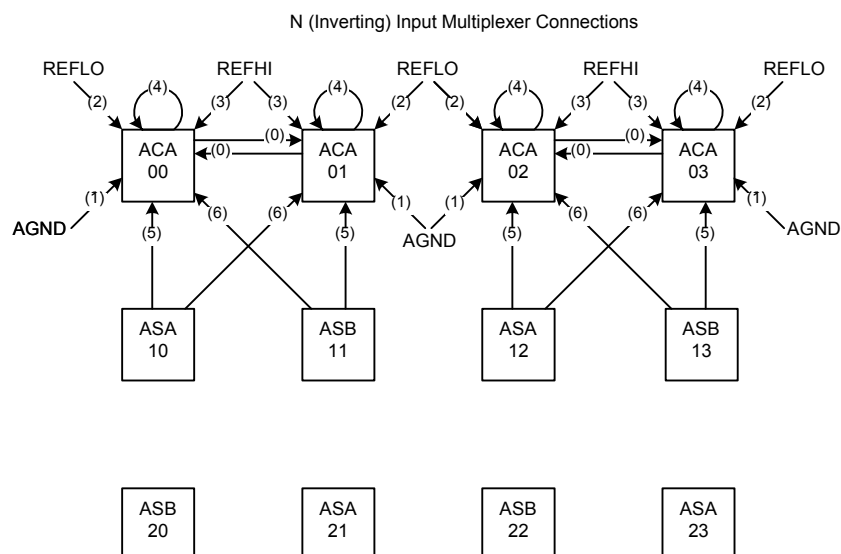 N (Inverting) Input Multiplexer Connections
REFLO REFHI REFLO REFHI REFLO
(4) (4) (4) (4)
(2) (3) (3) (2) (2) (3) (3) (2)
(0) (0)
ACA ACA ACA ACA
(0) (0)
00 01 02 03
(1) (6) (6) (1) (1) (6) (6) (1)
AGND (5) (5) AGND (5) (5) AGND
ASA ASB ASA ASB
10 11 12 13
ASB ASA ASB ASA
20 21 22 23